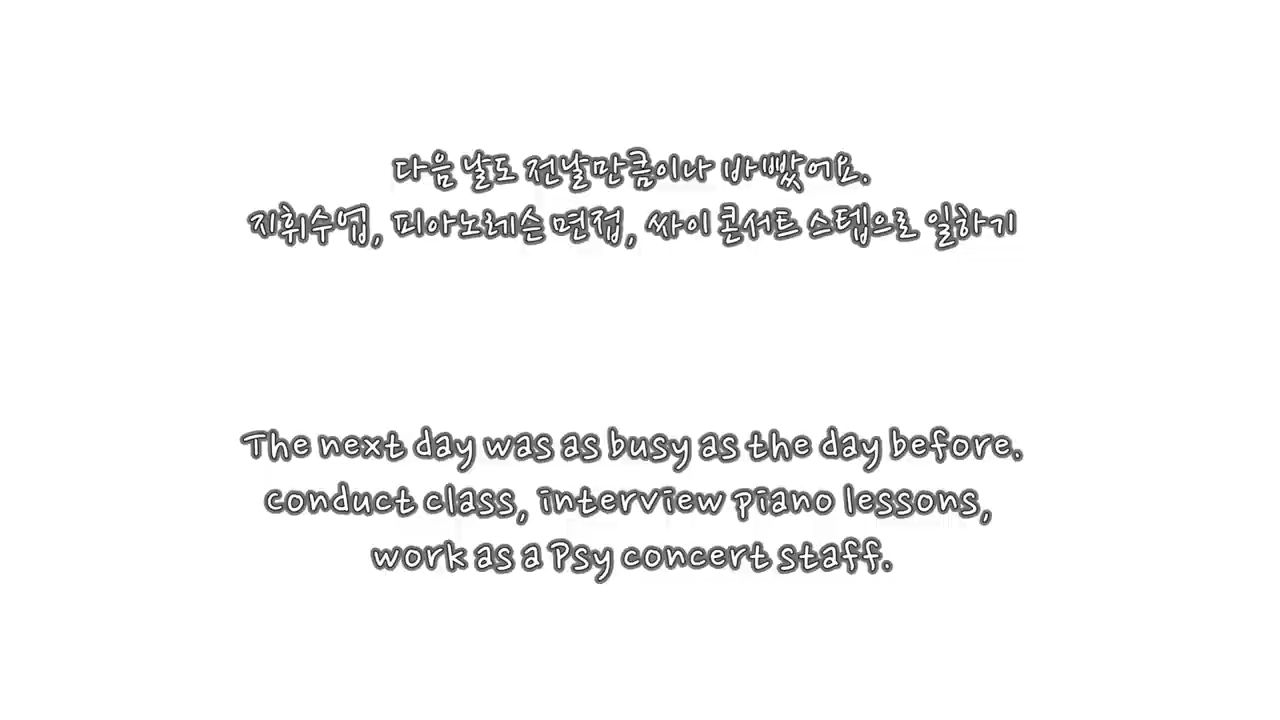 다음 날도 전날만큼이나 바빴어요.
지휘수업, 피아노레슨 면접, 싸이 콘서트 스텝으로 일하기
The next day was as busy as the day before.
conduct class, interview piano lessons,
work as a Psy concert staff.